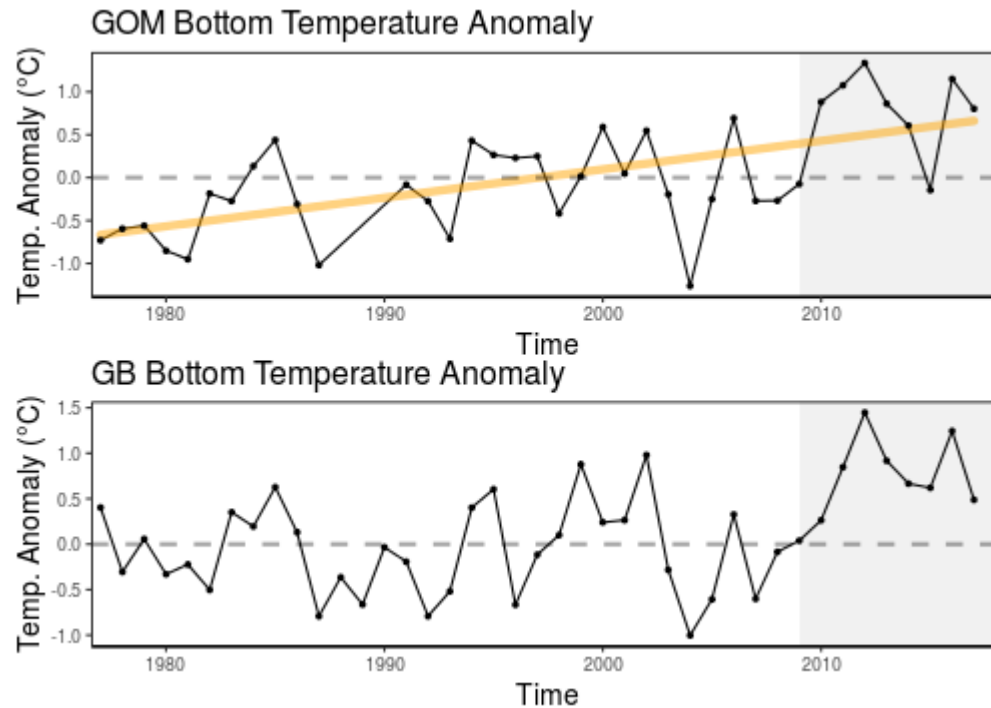 GOM Bottom Temperature Anomaly
Temp. Anomaly (°C)
1.0
0.5
0.0
-0.5
-1.0
1980 1990 2000 2010
Time
GB Bottom Temperature Anomaly
Temp. Anomaly (°C)
1.5
1.0
0.5
0.0
-0.5
-1.0
1980 1990 2000 2010
Time